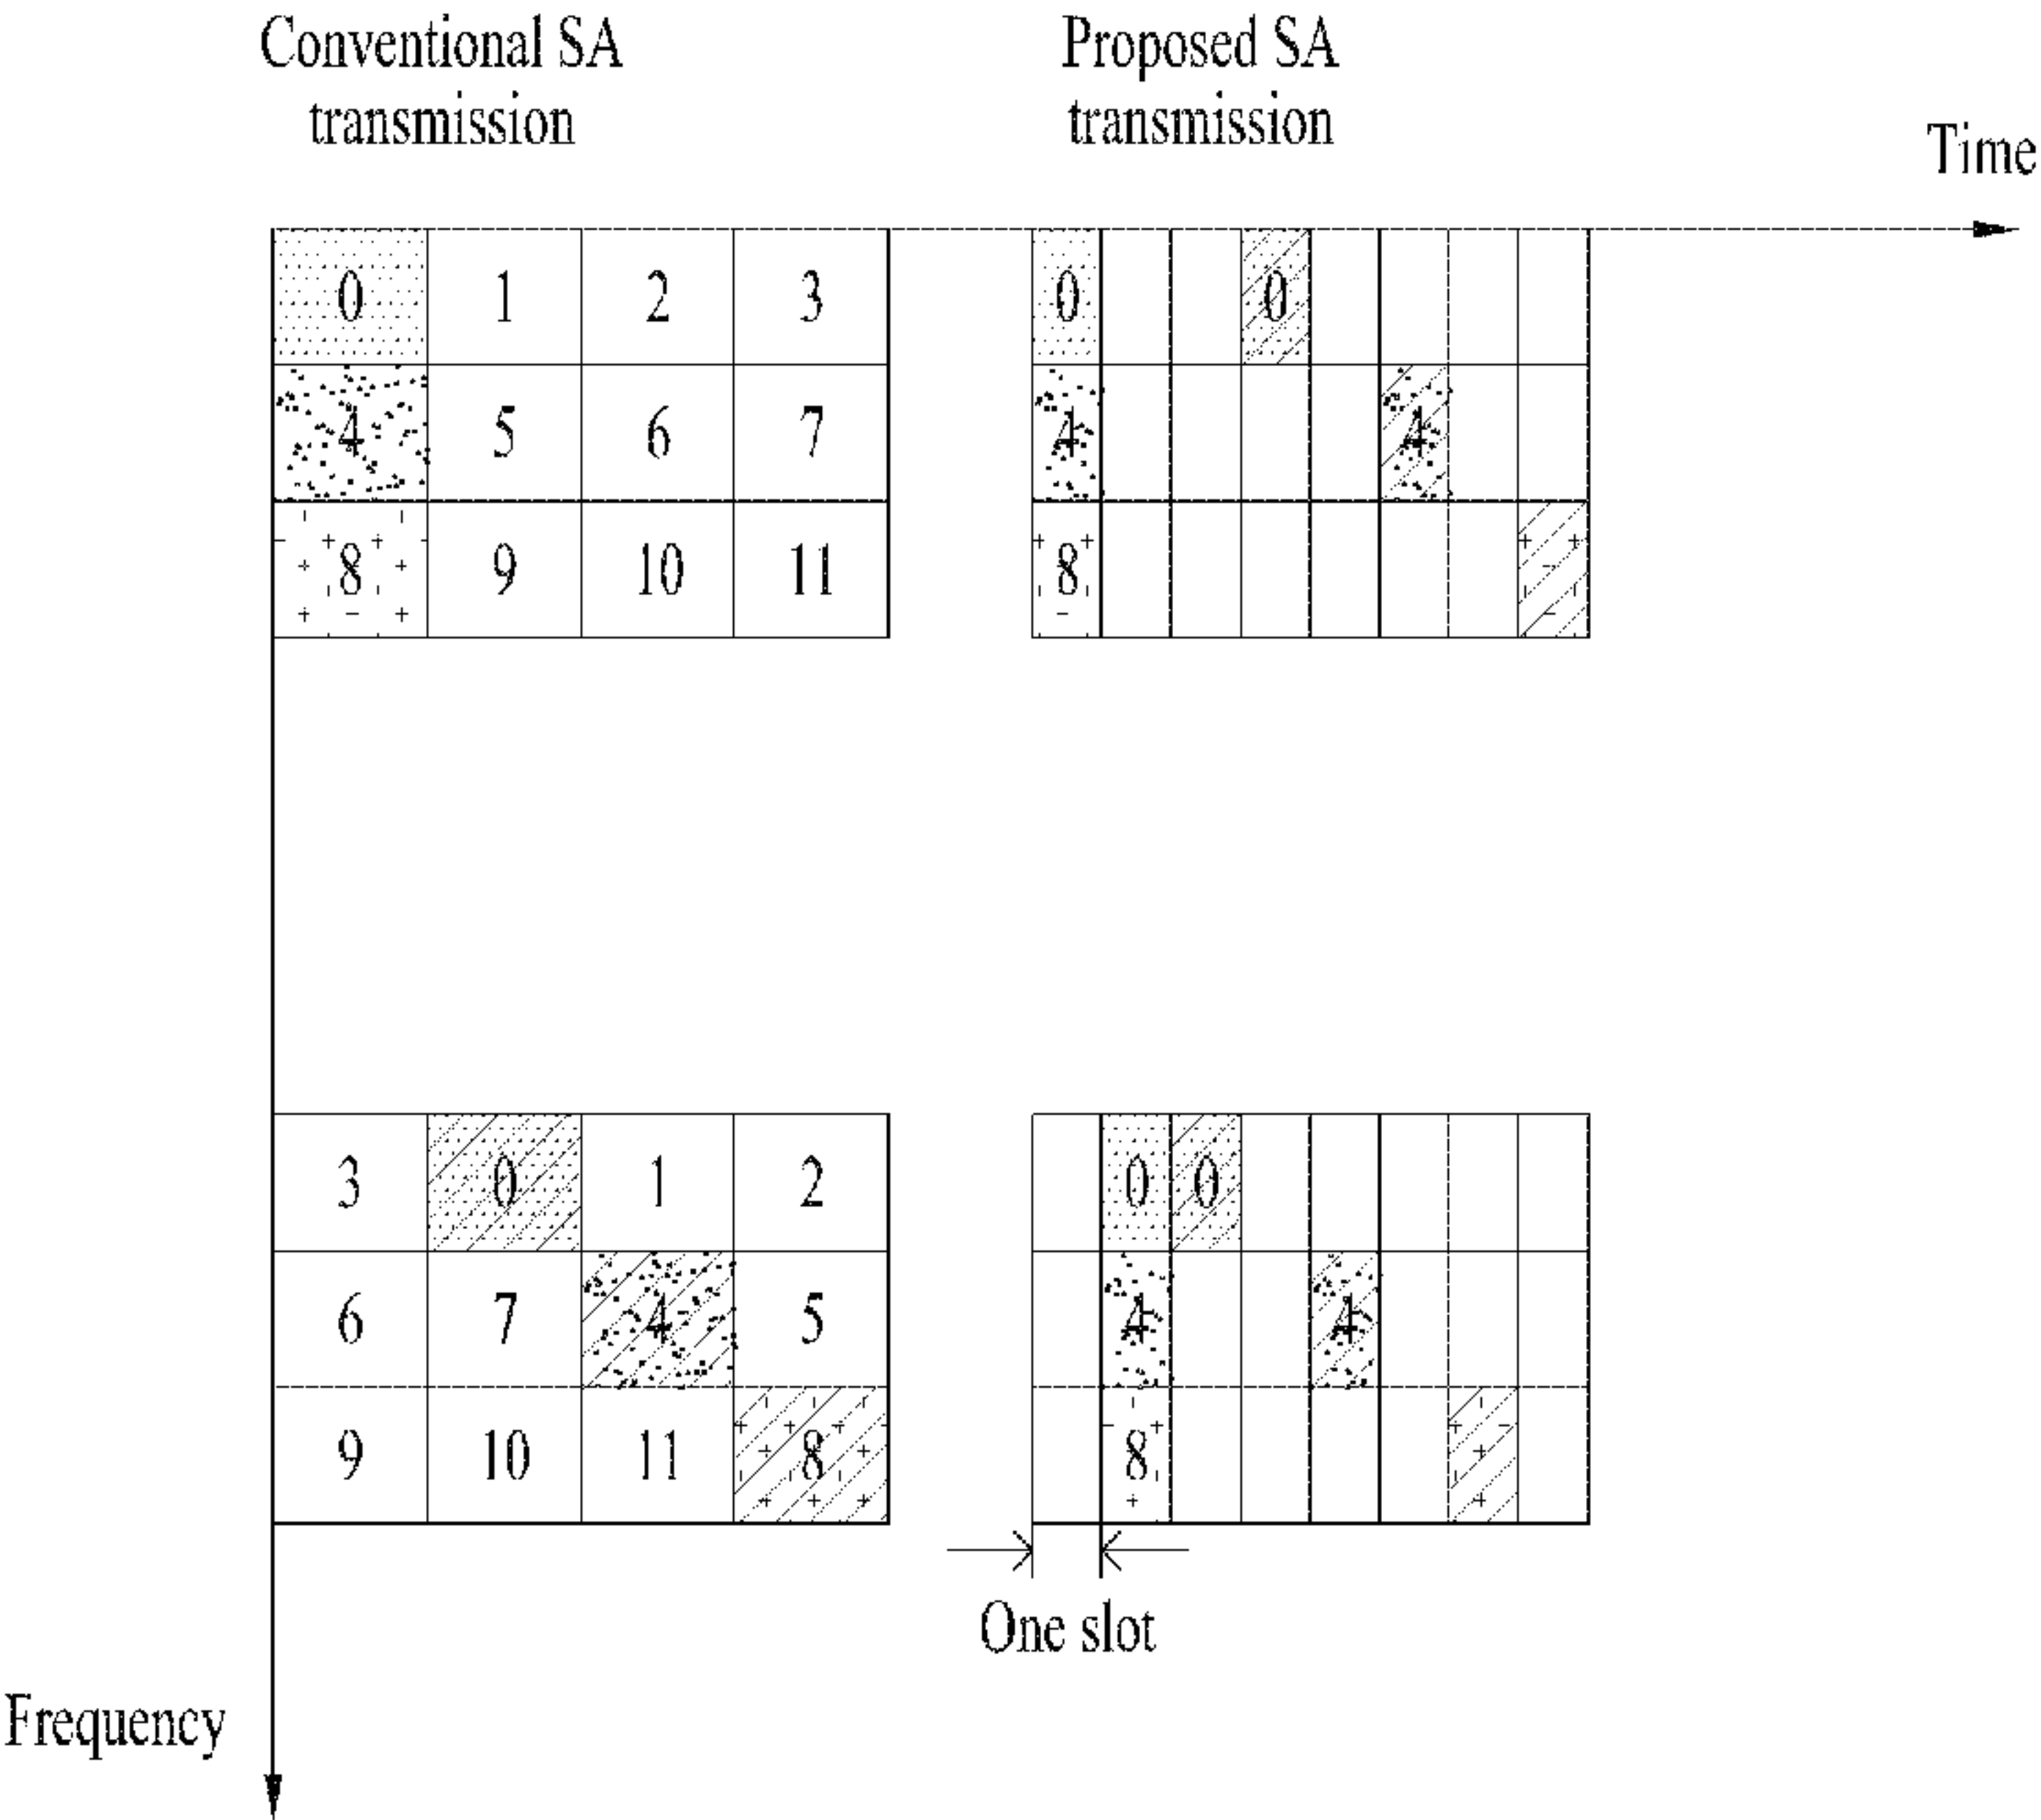 Conventional SA
transmission
Proposed SA
transmission
Time
0 1 2 3
4 5 6 7
8 9 10 11
0 0
4 4
8
3 0 1 2
6 7 4 5
9 10 11 8
0 0
4 4
8
One slot
Frequency